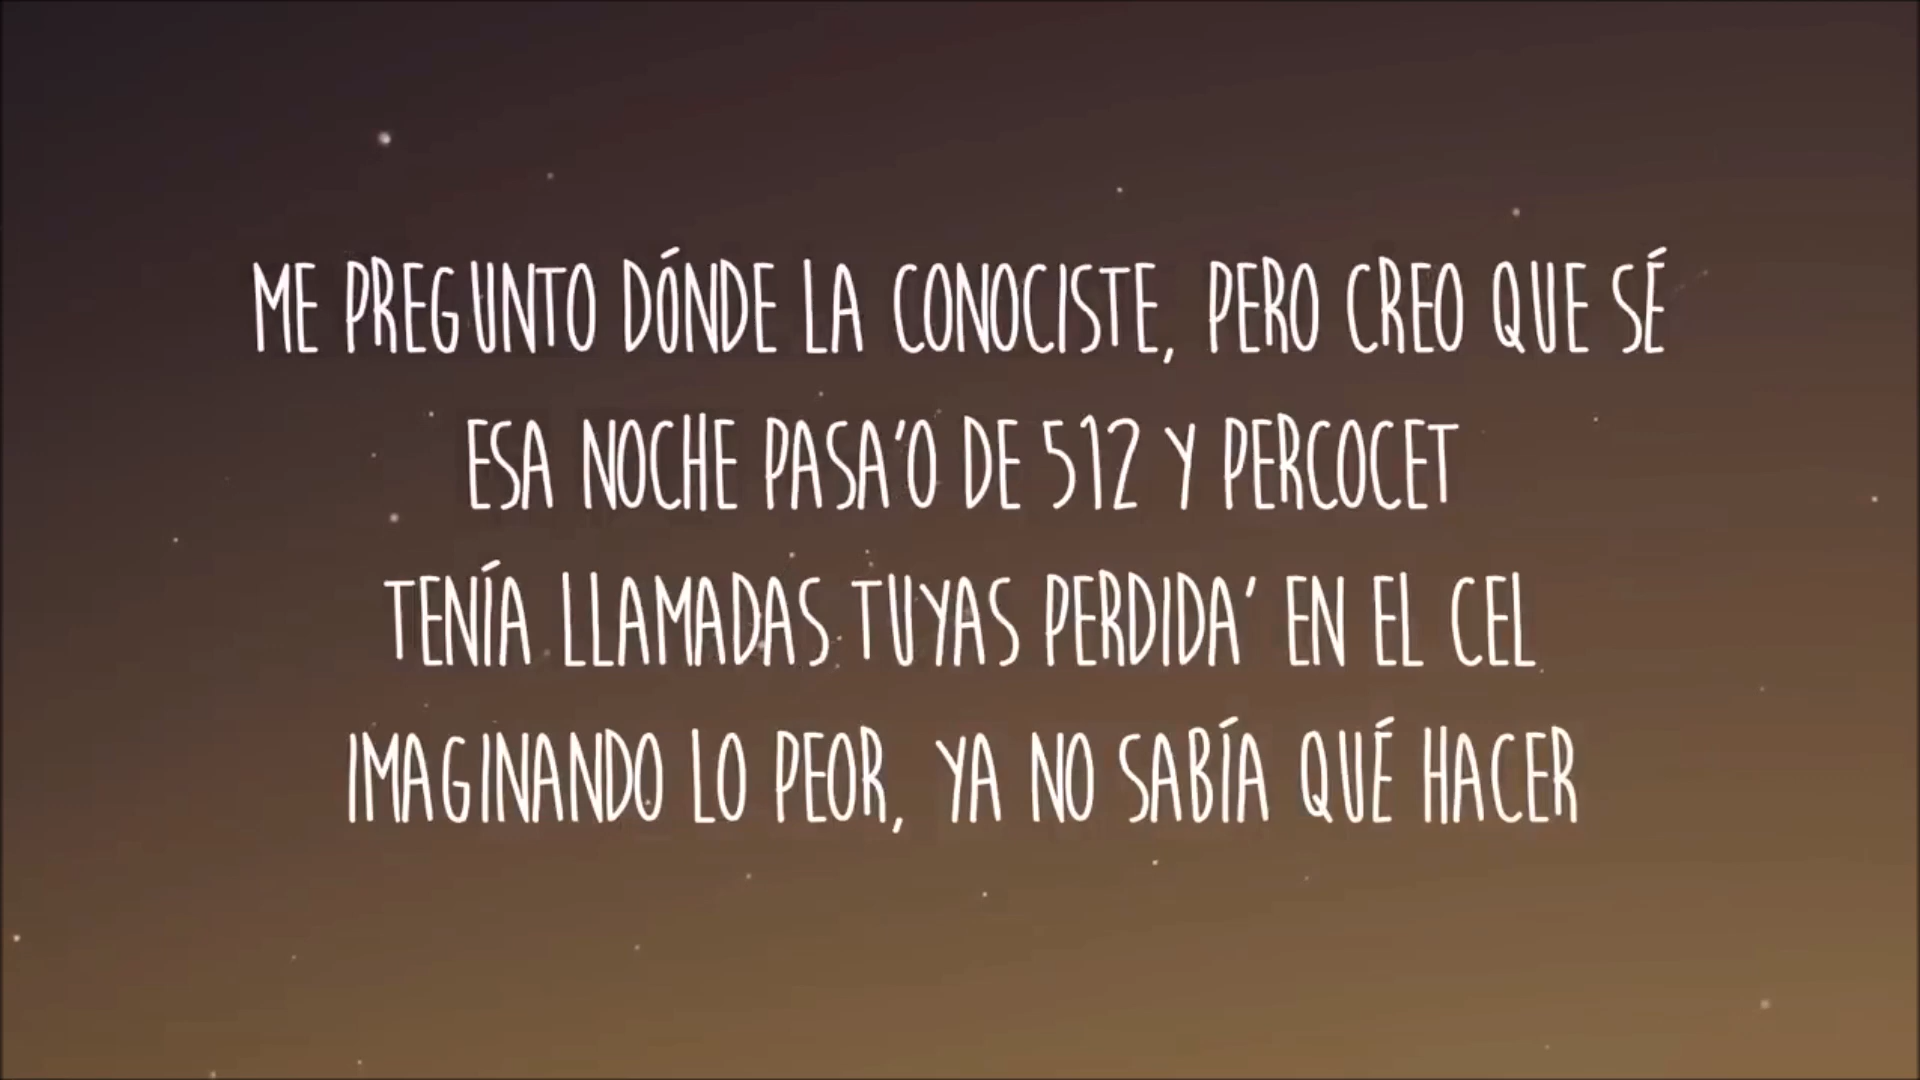 ME PREGUNTO DÓNDE LA CONOCISTE, PERO CREO QUE SÉ
ESA NOCHE PASA'O DE 512 Y PERCOCET
TENÍA LLAMADAS TUYAS PERDIDA' EN EL CEL
IMAGINANDO LO PEOR, YA NO SABÍA QUÉ HACER